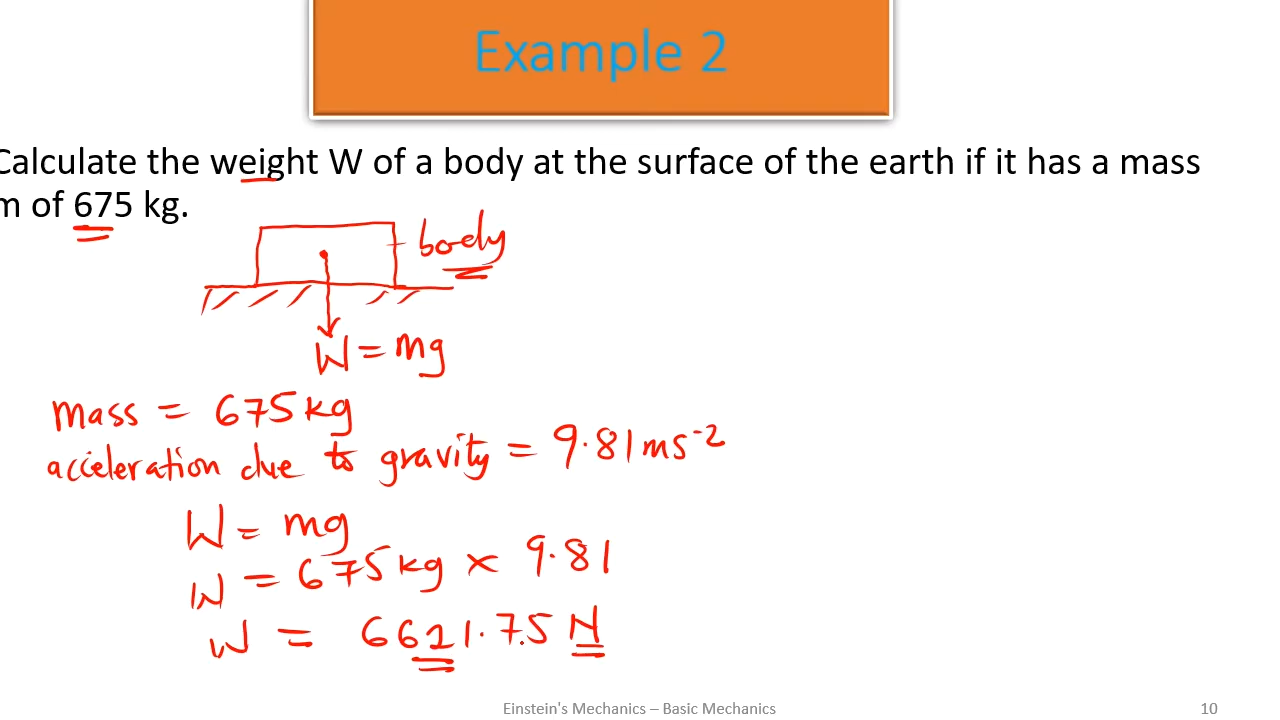 Example 2
Calculate the weight W of a body at the surface of the earth if it has a mass
m of 675 kg.
body
W = mg
mass = 675 kg
acceleration due to gravity = 9.81 ms⁻²
W = mg
W = 675 kg × 9.81
W = 6621.75 N
Einstein's Mechanics – Basic Mechanics
10